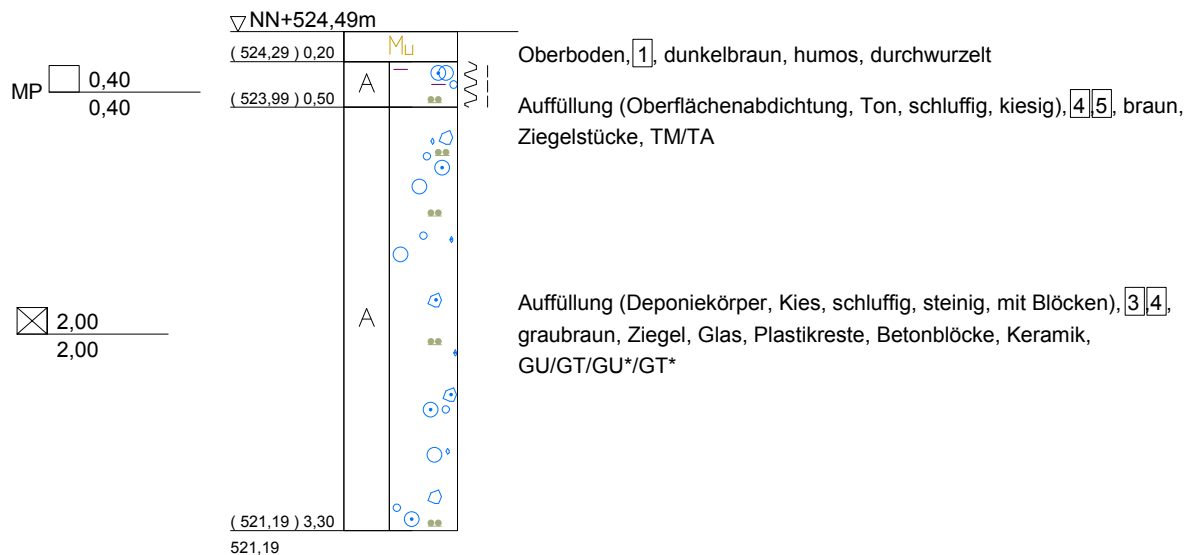 NN+524,49m
( 524,29 ) 0,20
Mu
Oberboden, 1, dunkelbraun, humos, durchwurzelt
MP
0,40
0,40
A
( 523,99 ) 0,50
Auffüllung (Oberflächenabdichtung, Ton, schluffig, kiesig), 4, 5, braun,
Ziegelstücke, TM/TA
2,00
2,00
A
Auffüllung (Deponiekörper, Kies, schluffig, steinig, mit Blöcken), 3, 4,
graubraun, Ziegel, Glas, Plastikreste, Betonblöcke, Keramik,
GU/GT/GU*/GT*
( 521,19 ) 3,30
521,19